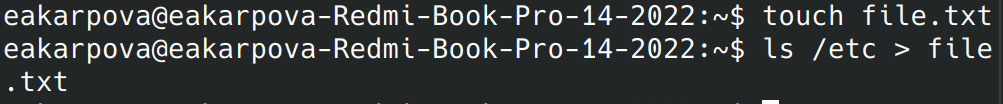 eakarpova@eakarpova-Redmi-Book-Pro-14-2022:~$ touch file.txt
eakarpova@eakarpova-Redmi-Book-Pro-14-2022:~$ ls /etc > file
.txt